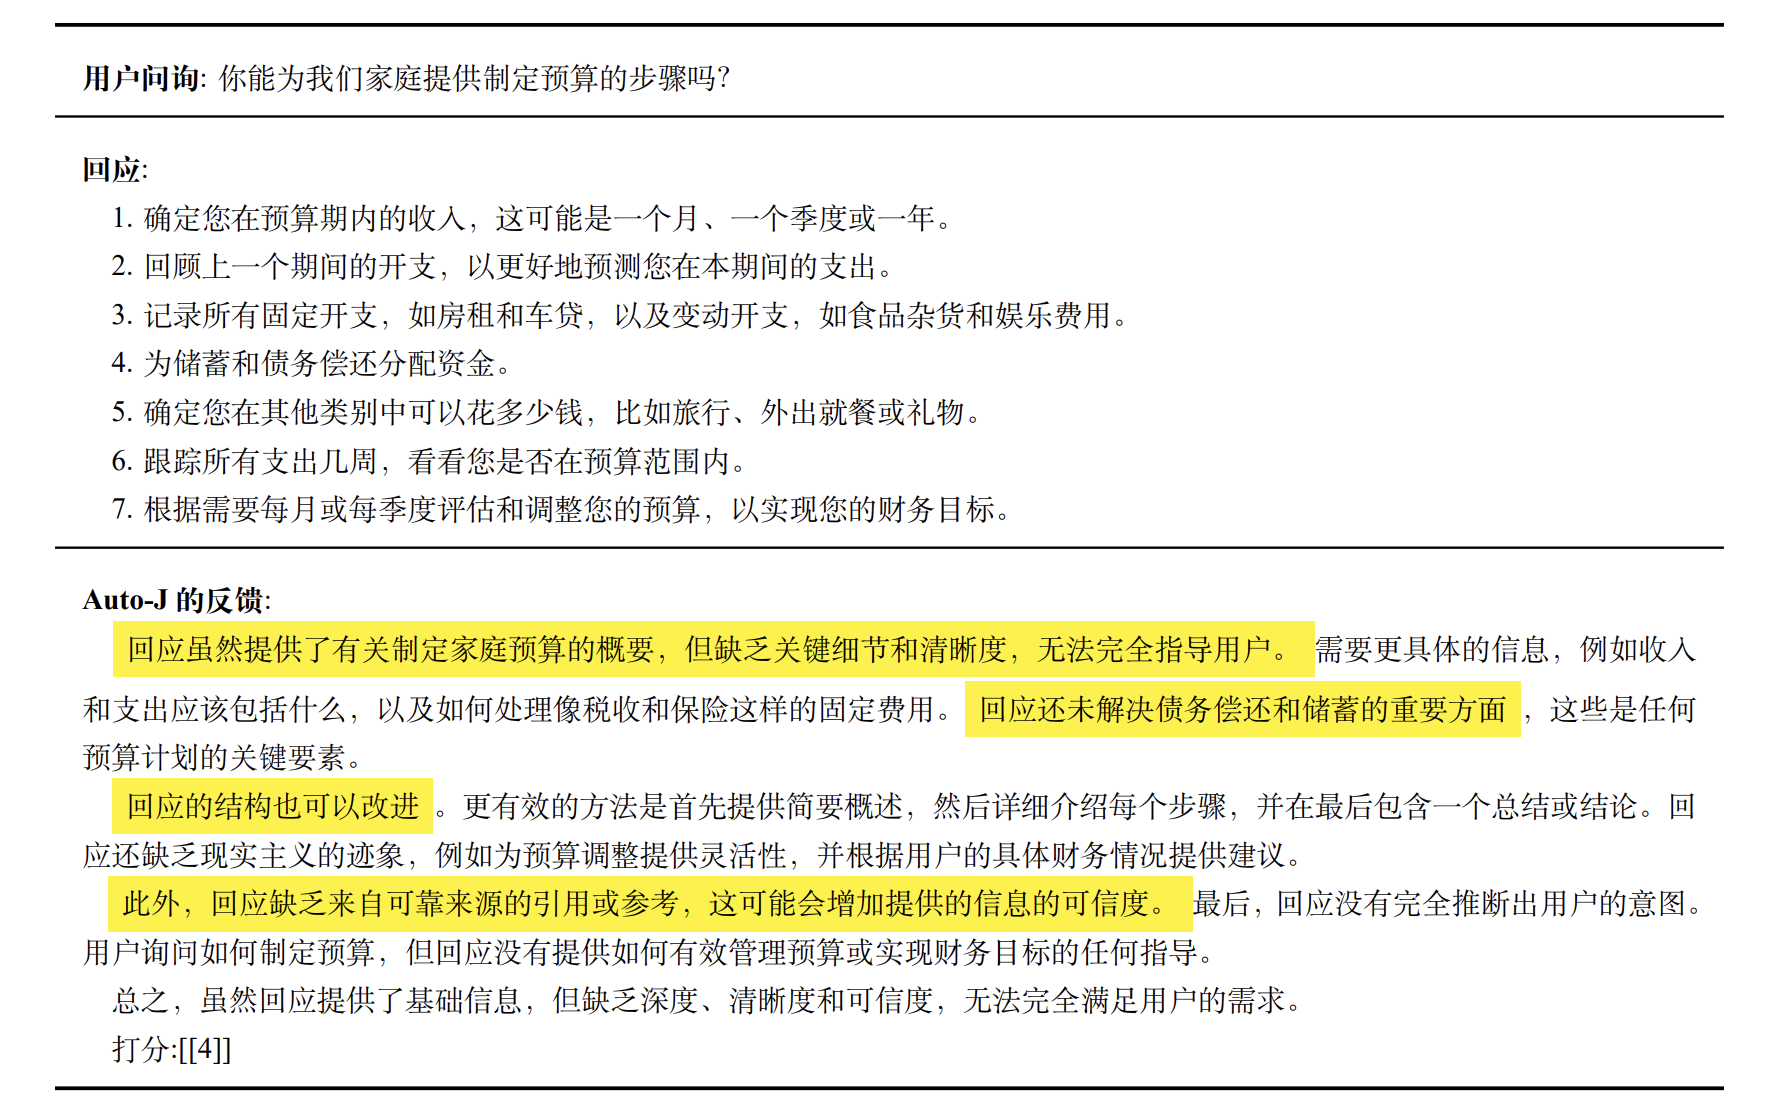 用户问询: 你能为我们家庭提供制定预算的步骤吗?
回应:
1. 确定您在预算期内的收入，这可能是一个月、一个季度或一年。
2. 回顾上一个期间的开支，以更好地预测您在本期间的支出。
3. 记录所有固定开支，如房租和车贷，以及变动开支，如食品杂货和娱乐费用。
4. 为储蓄和债务偿还分配资金。
5. 确定您在其他类别中可以花多少钱，比如旅行、外出就餐或礼物。
6. 跟踪所有支出几周，看看您是否在预算范围内。
7. 根据需要每月或每季度评估和调整您的预算，以实现您的财务目标。
Auto-J 的反馈:
回应虽然提供了有关制定家庭预算的概要，但缺乏关键细节和清晰度，无法完全指导用户。需要更具体的信息，例如收入
和支出应该包括什么，以及如何处理像税收和保险这样的固定费用。回应还未解决债务偿还和储蓄的重要方面，这些是任何
预算计划的关键要素。
回应的结构也可以改进。更有效的方法是首先提供简要概述，然后详细介绍每个步骤，并在最后包含一个总结或结论。回
应还缺乏现实主义的迹象，例如为预算调整提供灵活性，并根据用户的具体财务情况提供建议。
此外，回应缺乏来自可靠来源的引用或参考，这可能会增加提供的信息的可信度。最后，回应没有完全推断出用户的意图。
用户询问如何制定预算，但回应没有提供如何有效管理预算或实现财务目标的任何指导。
总之，虽然回应提供了基础信息，但缺乏深度、清晰度和可信度，无法完全满足用户的需求。
打分:[[4]]